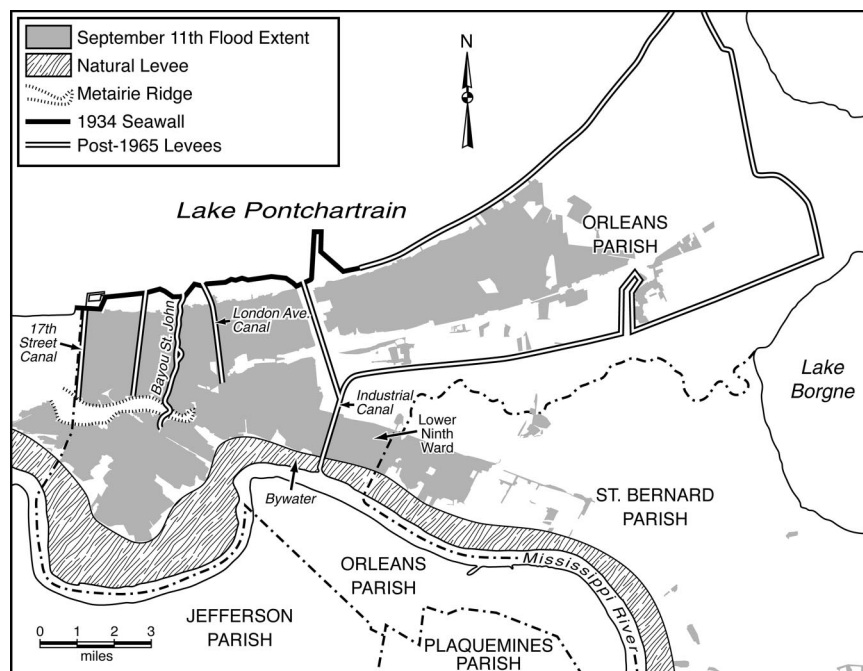 September 11th Flood Extent
Natural Levee
Metairie Ridge
1934 Seawall
Post-1965 Levees
N
Lake Pontchartrain
ORLEANS
PARISH
17th
Street
Canal
Bayou St. John
London Ave.
Canal
Industrial
Canal
Lower
Ninth
Ward
Lake
Borgne
Bywater
ST. BERNARD
PARISH
Mississippi River
ORLEANS
PARISH
JEFFERSON
PARISH
PLAQUEMINES
PARISH
0 1 2 3
miles